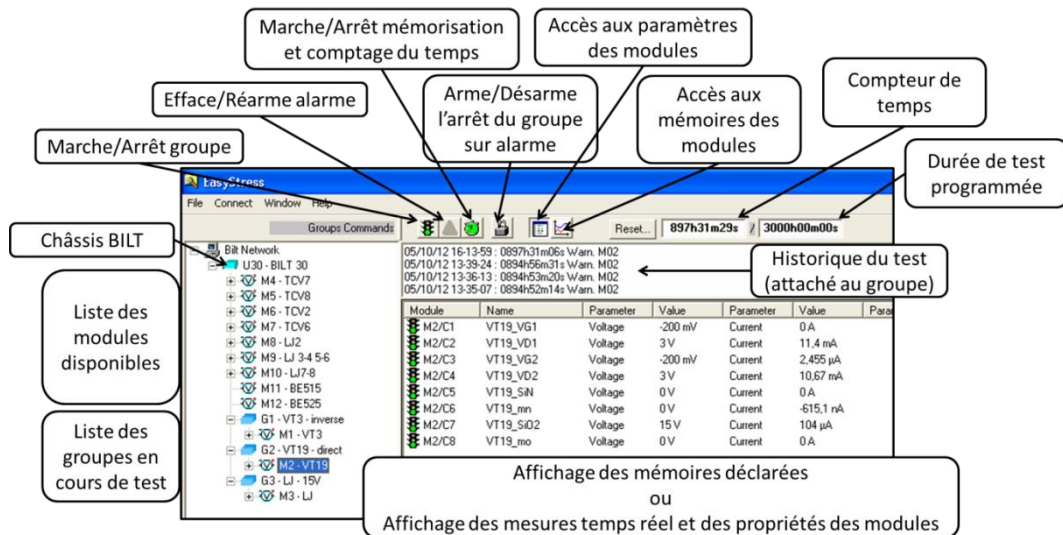 Marche/Arrêt mémorisation
et comptage du temps
Accès aux paramètres
des modules
Efface/Réarme alarme
Arme/Désarme
l'arrêt du groupe
sur alarme
Accès aux
mémoires des
modules
Compteur de
temps
Marche/Arrêt groupe
Durée de test
programmée
EasyStress
File Connect Window Help
Groups Commands
Reset... 897h31m29s / 3000h00m00s
Châssis BILT
Liste des
modules
disponibles
Liste des
groupes en
cours de test
Bilt Network
U30 - BILT 30
M4 - TCV7
M5 - TCV8
M6 - TCV2
M7 - TCV6
M8 - LJ2
M9 - LJ 3-4 5-6
M10 - LJ7-8
M11 - BE515
M12 - BE525
G1 - VT3 - inverse
M1 - VT3
G2 - VT19 - direct
M2 - VT19
G3 - LJ - 15V
M3 - LJ
05/10/12 16-13-59 : 0897h31m06s Warn. M02
05/10/12 13-39-24 : 0894h56m31s Warn. M02
05/10/12 13-36-13 : 0894h53m20s Warn. M02
05/10/12 13-35-07 : 0894h52m14s Warn. M02
Historique du test
(attaché au groupe)
Module Name Parameter Value Parameter Value Para
M2/C1 VT19_VG1 Voltage -200 mV Current 0 A
M2/C2 VT19_VD1 Voltage 3 V Current 11,4 mA
M2/C3 VT19_VG2 Voltage -200 mV Current 2,455 µA
M2/C4 VT19_VD2 Voltage 3 V Current 10,67 mA
M2/C5 VT19_SiN Voltage 0 V Current 0 A
M2/C6 VT19_mn Voltage 0 V Current -615,1 nA
M2/C7 VT19_SiO2 Voltage 15 V Current 104 µA
M2/C8 VT19_mo Voltage 0 V Current 0 A
Affichage des mémoires déclarées
ou
Affichage des mesures temps réel et des propriétés des modules